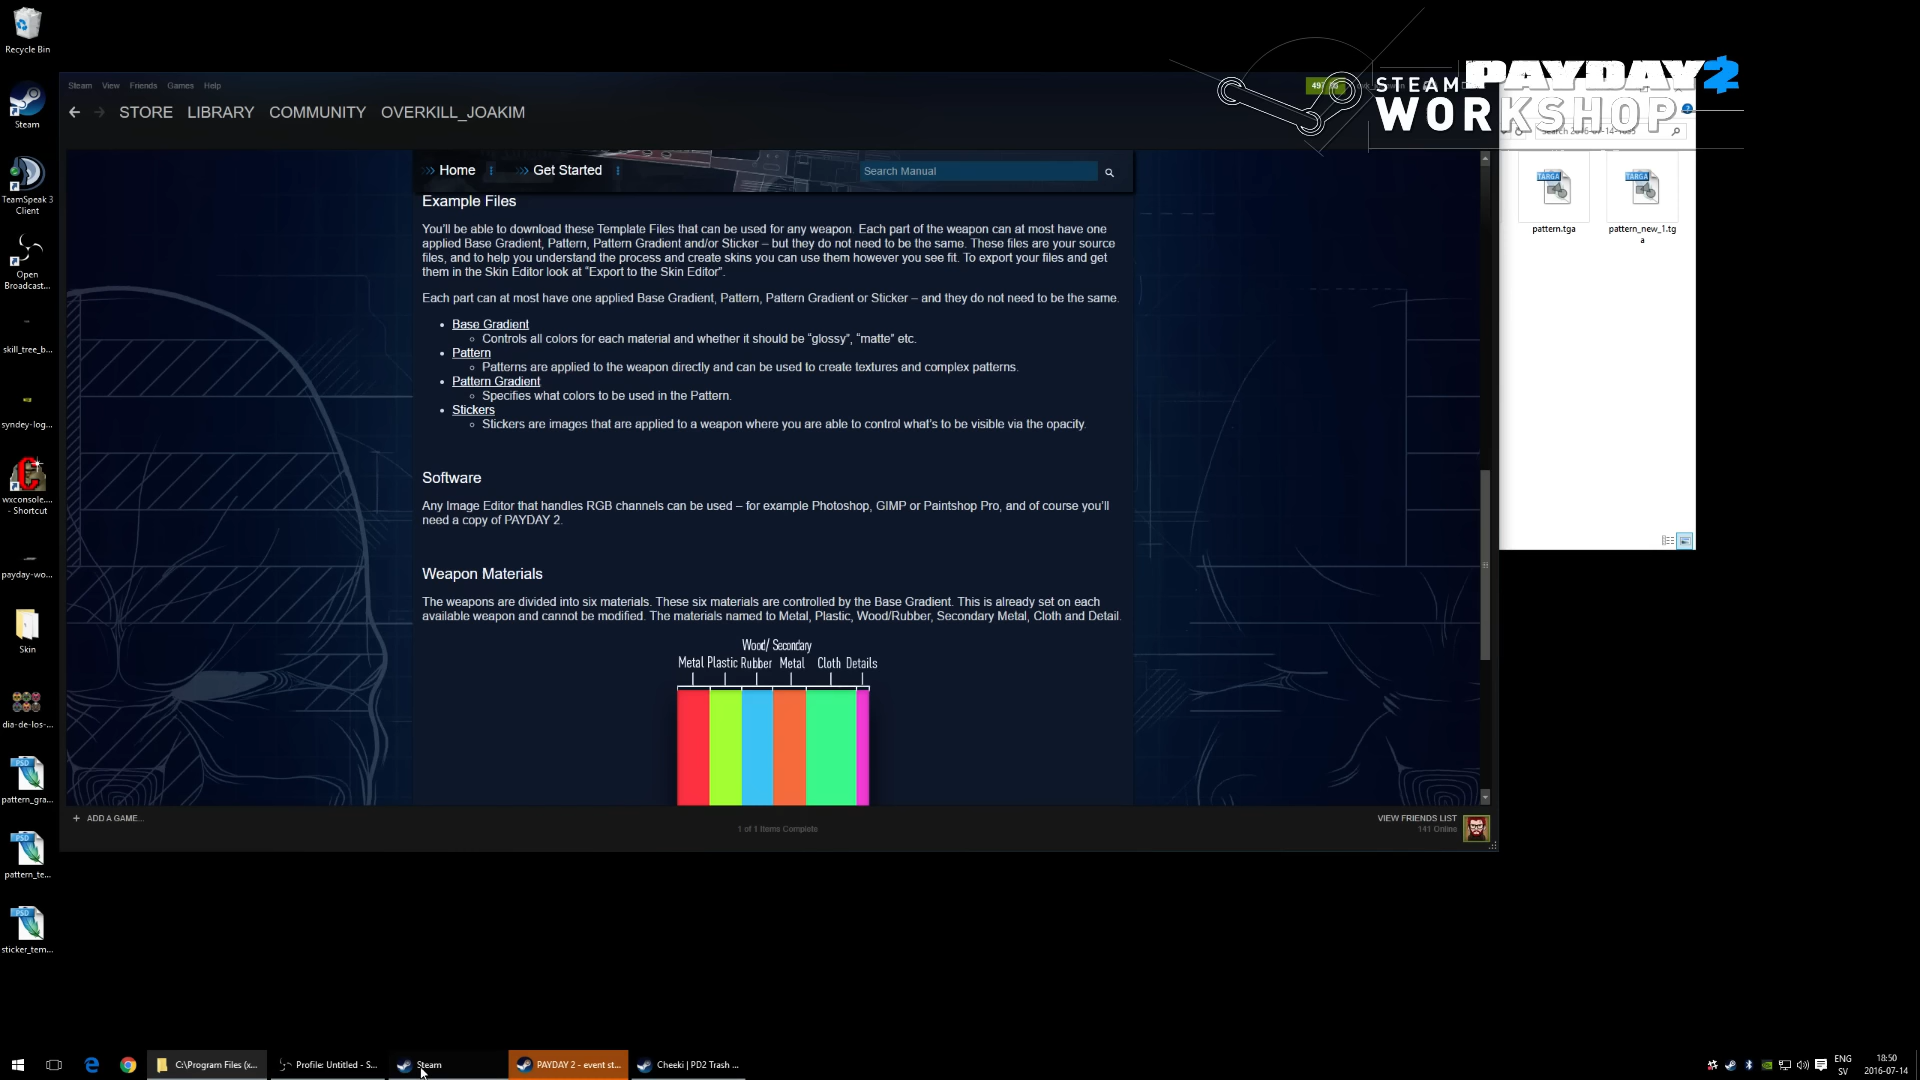 Recycle Bin
Steam
TeamSpeak 3
Client
Open
Broadcast...
skill_tree_b...
syndey-log...
wxconsole....
- Shortcut
payday-wo...
Skin
dia-de-los-...
PSD
pattern_gra...
PSD
pattern_te...
PSD
sticker_tem...
Steam View Friends Games Help
STORE LIBRARY COMMUNITY OVERKILL_JOAKIM
STEAM PAYDAY 2
WORKSHOP
Home Get Started Search Manual
Example Files
You'll be able to download these Template Files that can be used for any weapon. Each part of the weapon can at most have one
applied Base Gradient, Pattern, Pattern Gradient and/or Sticker – but they do not need to be the same. These files are your source
files, and to help you understand the process and create skins you can use them however you see fit. To export your files and get
them in the Skin Editor look at "Export to the Skin Editor".
Each part can at most have one applied Base Gradient, Pattern, Pattern Gradient or Sticker – and they do not need to be the same.
Base Gradient
Controls all colors for each material and whether it should be "glossy", "matte" etc.
Pattern
Patterns are applied to the weapon directly and can be used to create textures and complex patterns.
Pattern Gradient
Specifies what colors to be used in the Pattern.
Stickers
Stickers are images that are applied to a weapon where you are able to control what's to be visible via the opacity.
Software
Any Image Editor that handles RGB channels can be used – for example Photoshop, GIMP or Paintshop Pro, and of course you'll
need a copy of PAYDAY 2.
Weapon Materials
The weapons are divided into six materials. These six materials are controlled by the Base Gradient. This is already set on each
available weapon and cannot be modified. The materials named to Metal, Plastic, Wood/Rubber, Secondary Metal, Cloth and Detail.
Wood/ Secondary
Metal Plastic Rubber Metal Cloth Details
+ ADD A GAME...
1 of 1 Items Complete
VIEW FRIENDS LIST
141 Online
TARGA
pattern.tga
TARGA
pattern_new_1.tg
a
C:\Program Files (x...
Profile: Untitled - S...
Steam
PAYDAY 2 - event st...
Cheeki | PD2 Trash ...
ENG
SV
18:50
2016-07-14